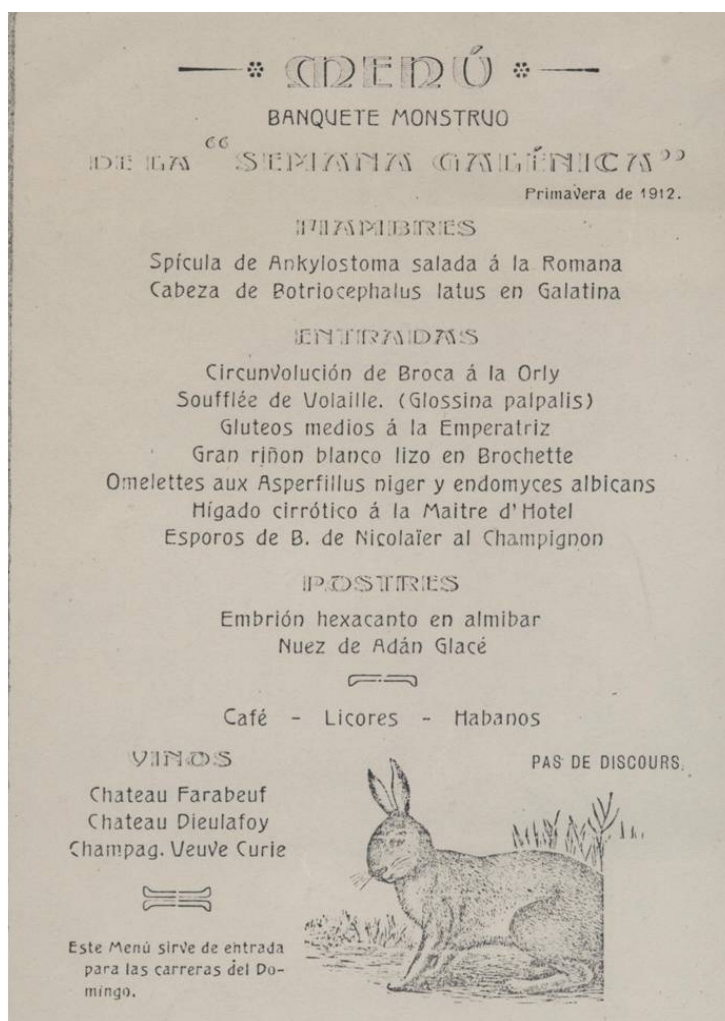 MENÚ
BANQUETE MONSTRUO
DE LA "SEMANA GALÍNICA"
Primavera de 1912.
FIAMBRES
Spícula de Ankylostoma salada á la Romana
Cabeza de Botriocephalus latus en Galatina
ENTRADAS
Circunvolución de Broca á la Orly
Soufflée de Volaille. (Glossina palpalis)
Gluteos medios á la Emperatriz
Gran riñon blanco lizo en Brochette
Omelettes aux Asperfillus niger y endomyces albicans
Hígado cirrótico á la Maitre d'Hotel
Esporos de B. de Nicolaïer al Champignon
POSTRES
Embrión hexacanto en almibar
Nuez de Adán Glacé
Café - Licores - Habanos
VINOS
Chateau Farabeuf
Chateau Dieulafoy
Champag. Veuve Curie
Este Menú sirve de entrada
para las carreras del Do-
mingo.
PAS DE DISCOURS.